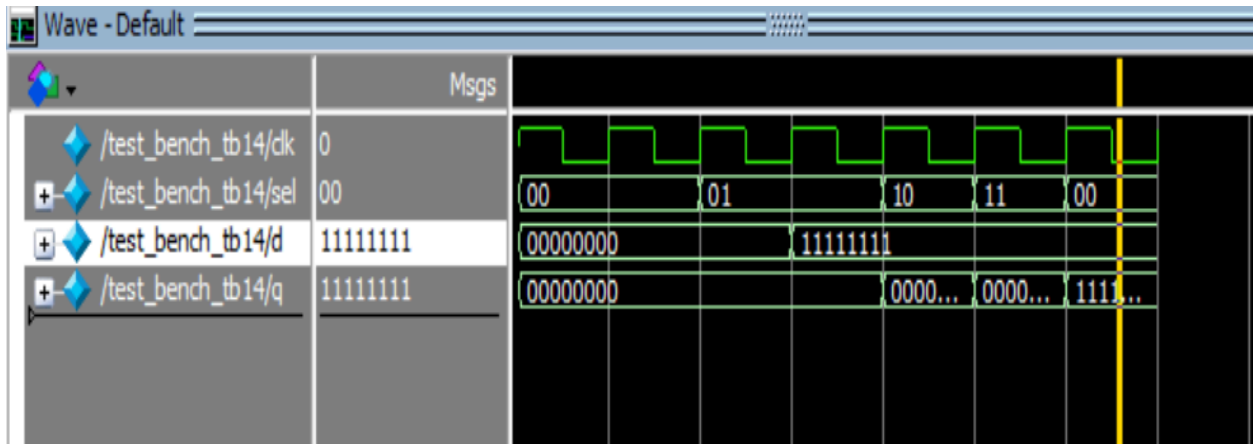 Wave - Default
Msgs
/test_bench_tb14/clk 0
/test_bench_tb14/sel 00 00 01 10 11 00
/test_bench_tb14/d 11111111 00000000 11111111
/test_bench_tb14/q 11111111 00000000 0000... 0000... 1111...